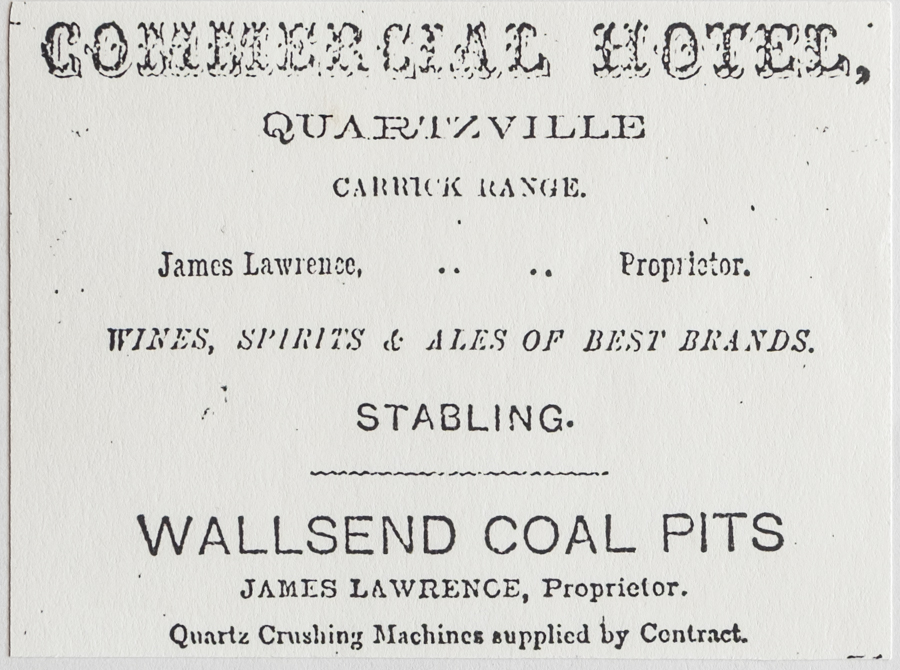 COMMERCIAL HOTEL,
QUARTZVILLE
CARRICK RANGE.
James Lawrence, .. .. Proprietor.
WINES, SPIRITS & ALES OF BEST BRANDS.
STABLING.
WALLSEND COAL PITS
JAMES LAWRENCE, Proprietor.
Quartz Crushing Machines supplied by Contract.